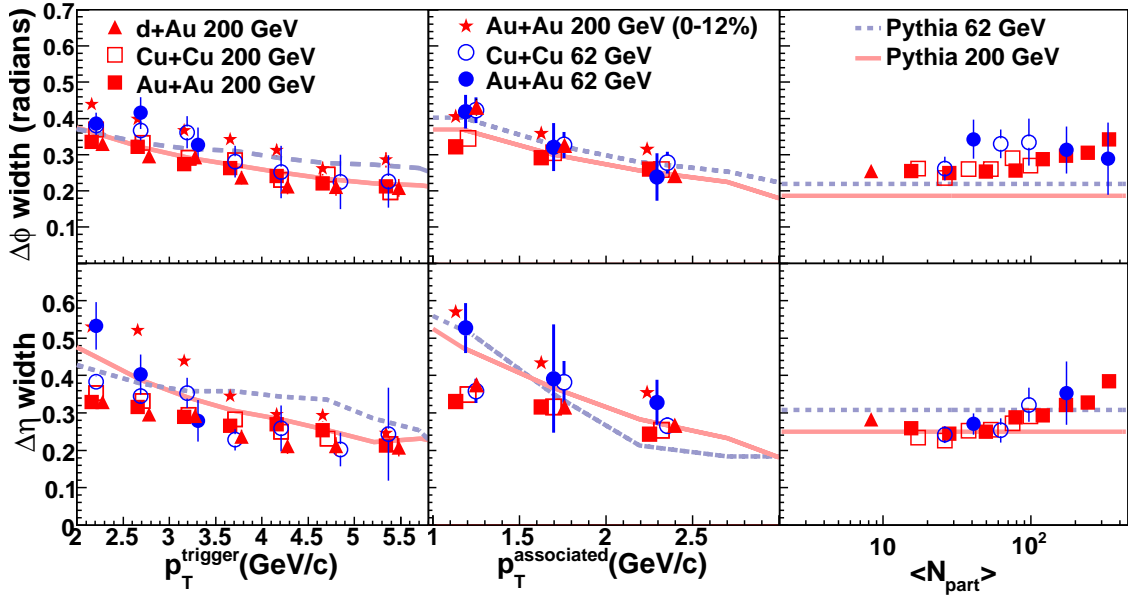 0.7
0.6
0.5
0.4
0.3
0.2
0.1
Δϕ width (radians)
d+Au 200 GeV
Cu+Cu 200 GeV
Au+Au 200 GeV
Au+Au 200 GeV (0-12%)
Cu+Cu 62 GeV
Au+Au 62 GeV
Pythia 62 GeV
Pythia 200 GeV
0.6
0.5
0.4
0.3
0.2
0.1
0
Δη width
2 2.5 3 3.5 4 4.5 5 5.5
1 1.5 2 2.5
10 10²
p_T^trigger(GeV/c)
p_T^associated(GeV/c)
<N_part>